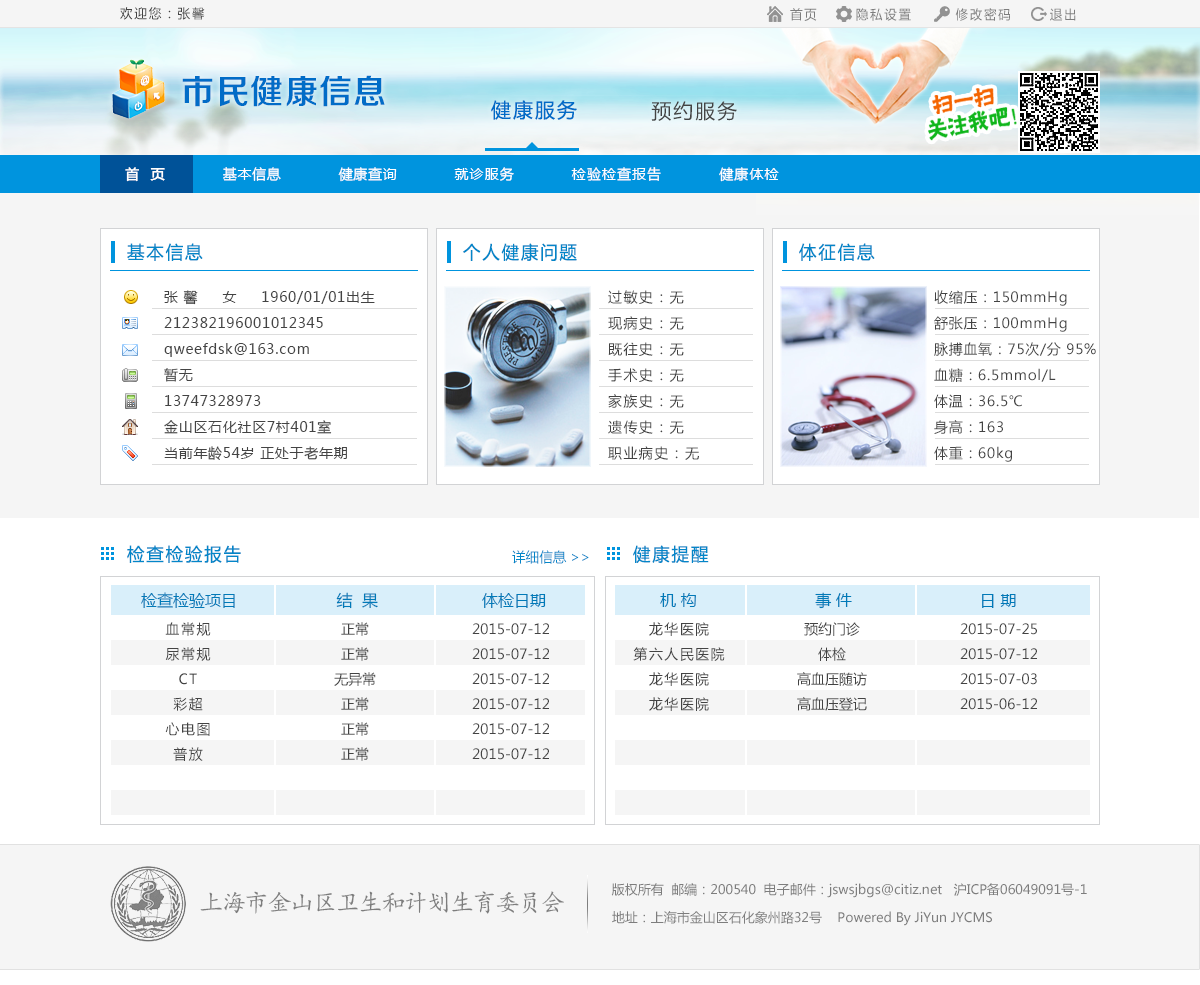 欢迎您：张馨
首页 隐私设置 修改密码 退出
市民健康信息
健康服务 预约服务
扫一扫
关注我吧!
首 页 基本信息 健康查询 就诊服务 检验检查报告 健康体检
基本信息
张 馨 女 1960/01/01出生
212382196001012345
qweefdsk@163.com
暂无
13747328973
金山区石化社区7村401室
当前年龄54岁 正处于老年期
个人健康问题
过敏史：无
现病史：无
既往史：无
手术史：无
家族史：无
遗传史：无
职业病史：无
体征信息
收缩压：150mmHg
舒张压：100mmHg
脉搏血氧：75次/分 95%
血糖：6.5mmol/L
体温：36.5℃
身高：163
体重：60kg
检查检验报告 详细信息 >>
检查检验项目 结 果 体检日期
血常规 正常 2015-07-12
尿常规 正常 2015-07-12
CT 无异常 2015-07-12
彩超 正常 2015-07-12
心电图 正常 2015-07-12
普放 正常 2015-07-12
健康提醒
机 构 事 件 日 期
龙华医院 预约门诊 2015-07-25
第六人民医院 体检 2015-07-12
龙华医院 高血压随访 2015-07-03
龙华医院 高血压登记 2015-06-12
上海市金山区卫生和计划生育委员会
版权所有 邮编：200540 电子邮件：jswsjbgs@citiz.net 沪ICP备06049091号-1
地址：上海市金山区石化象州路32号 Powered By JiYun JYCMS